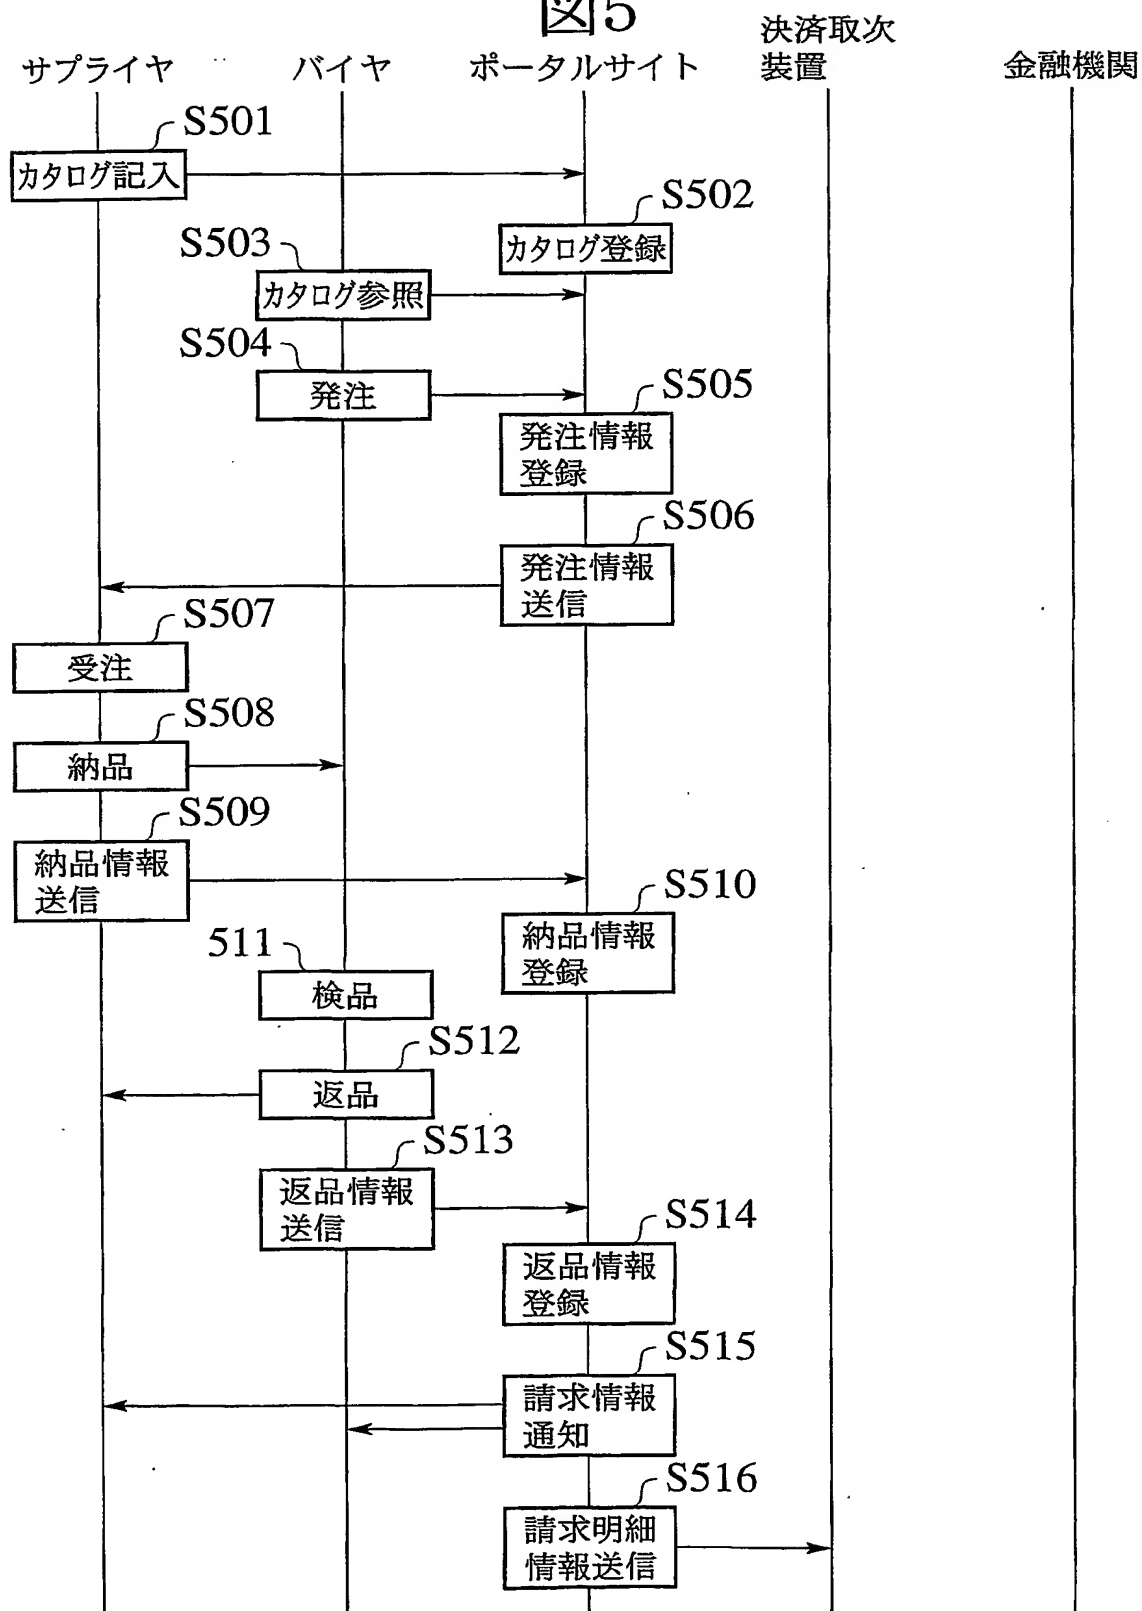 図5
サプライヤ
バイヤ
ポータルサイト
決済取次
装置
金融機関
S501
カタログ記入
S502
カタログ登録
S503
カタログ参照
S504
発注
S505
発注情報
登録
S506
発注情報
送信
S507
受注
S508
納品
S509
納品情報
送信
S510
納品情報
登録
511
検品
S512
返品
S513
返品情報
送信
S514
返品情報
登録
S515
請求情報
通知
S516
請求明細
情報送信